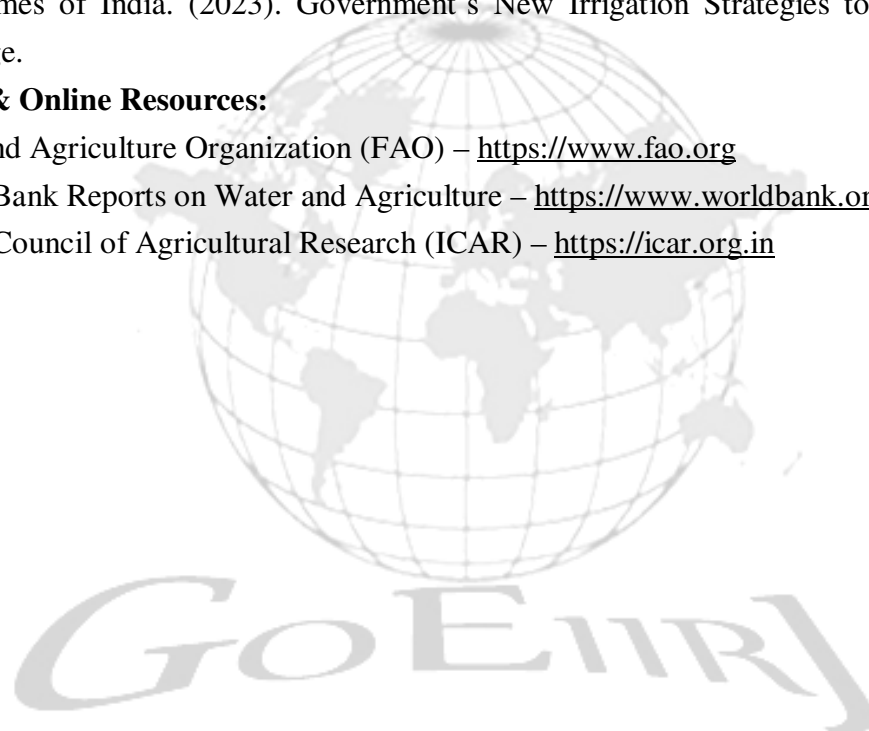 mes of India. (2023). Government's New Irrigation Strategies to
ge.
& Online Resources:
nd Agriculture Organization (FAO) – https://www.fao.org
Bank Reports on Water and Agriculture – https://www.worldbank.or
Council of Agricultural Research (ICAR) – https://icar.org.in
GOEIIRJ